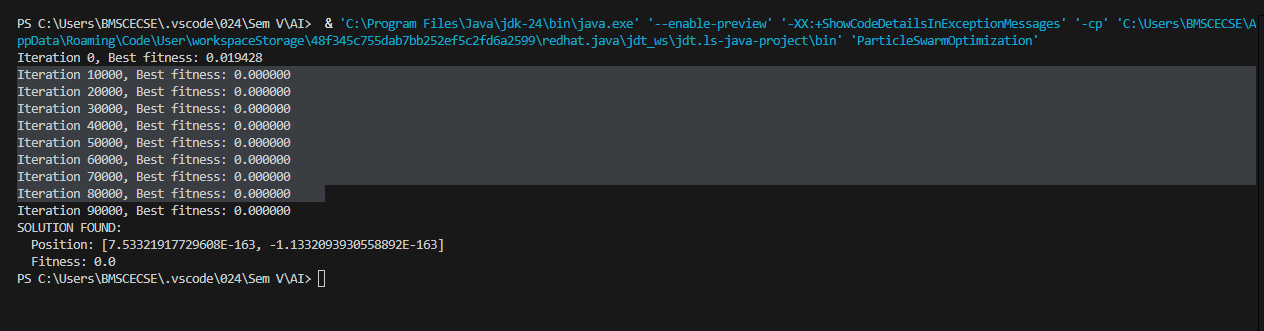 PS C:\Users\BMSCECSE\.vscode\024\Sem V\AI>  & 'C:\Program Files\Java\jdk-24\bin\java.exe' '--enable-preview' '-XX:+ShowCodeDetailsInExceptionMessages' '-cp' 'C:\Users\BMSCECSE\A
ppData\Roaming\Code\User\workspaceStorage\48f345c755dab7bb252ef5c2fd6a2599\redhat.java\jdt_ws\jdt.ls-java-project\bin' 'ParticleSwarmOptimization'
Iteration 0, Best fitness: 0.019428
Iteration 10000, Best fitness: 0.000000
Iteration 20000, Best fitness: 0.000000
Iteration 30000, Best fitness: 0.000000
Iteration 40000, Best fitness: 0.000000
Iteration 50000, Best fitness: 0.000000
Iteration 60000, Best fitness: 0.000000
Iteration 70000, Best fitness: 0.000000
Iteration 80000, Best fitness: 0.000000
Iteration 90000, Best fitness: 0.000000
SOLUTION FOUND:
  Position: [7.53321917729608E-163, -1.1332093930558892E-163]
  Fitness: 0.0
PS C:\Users\BMSCECSE\.vscode\024\Sem V\AI>